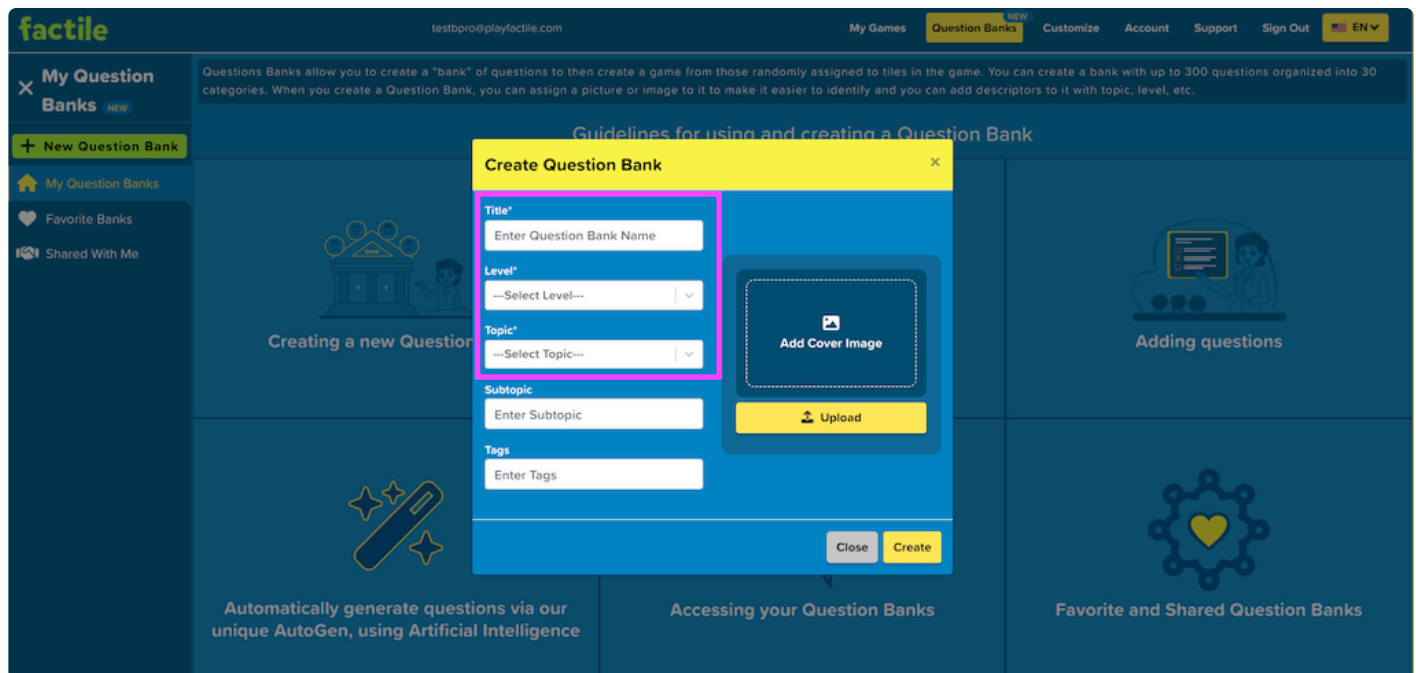 factile
testbpro@playfactile.com
My Games
Question Banks
NEW
Customize
Account
Support
Sign Out
EN
My Question
Banks NEW
New Question Bank
My Question Banks
Favorite Banks
Shared With Me
Questions Banks allow you to create a "bank" of questions to then create a game from those randomly assigned to tiles in the game. You can create a bank with up to 300 questions organized into 30
categories. When you create a Question Bank, you can assign a picture or image to it to make it easier to identify and you can add descriptors to it with topic, level, etc.
Guidelines for using and creating a Question Bank
Create Question Bank
×
Title*
Enter Question Bank Name
Level*
---Select Level---
Topic*
---Select Topic---
Subtopic
Enter Subtopic
Tags
Enter Tags
Add Cover Image
Upload
Close
Create
Creating a new Question
Adding questions
Automatically generate questions via our
unique AutoGen, using Artificial Intelligence
Accessing your Question Banks
Favorite and Shared Question Banks